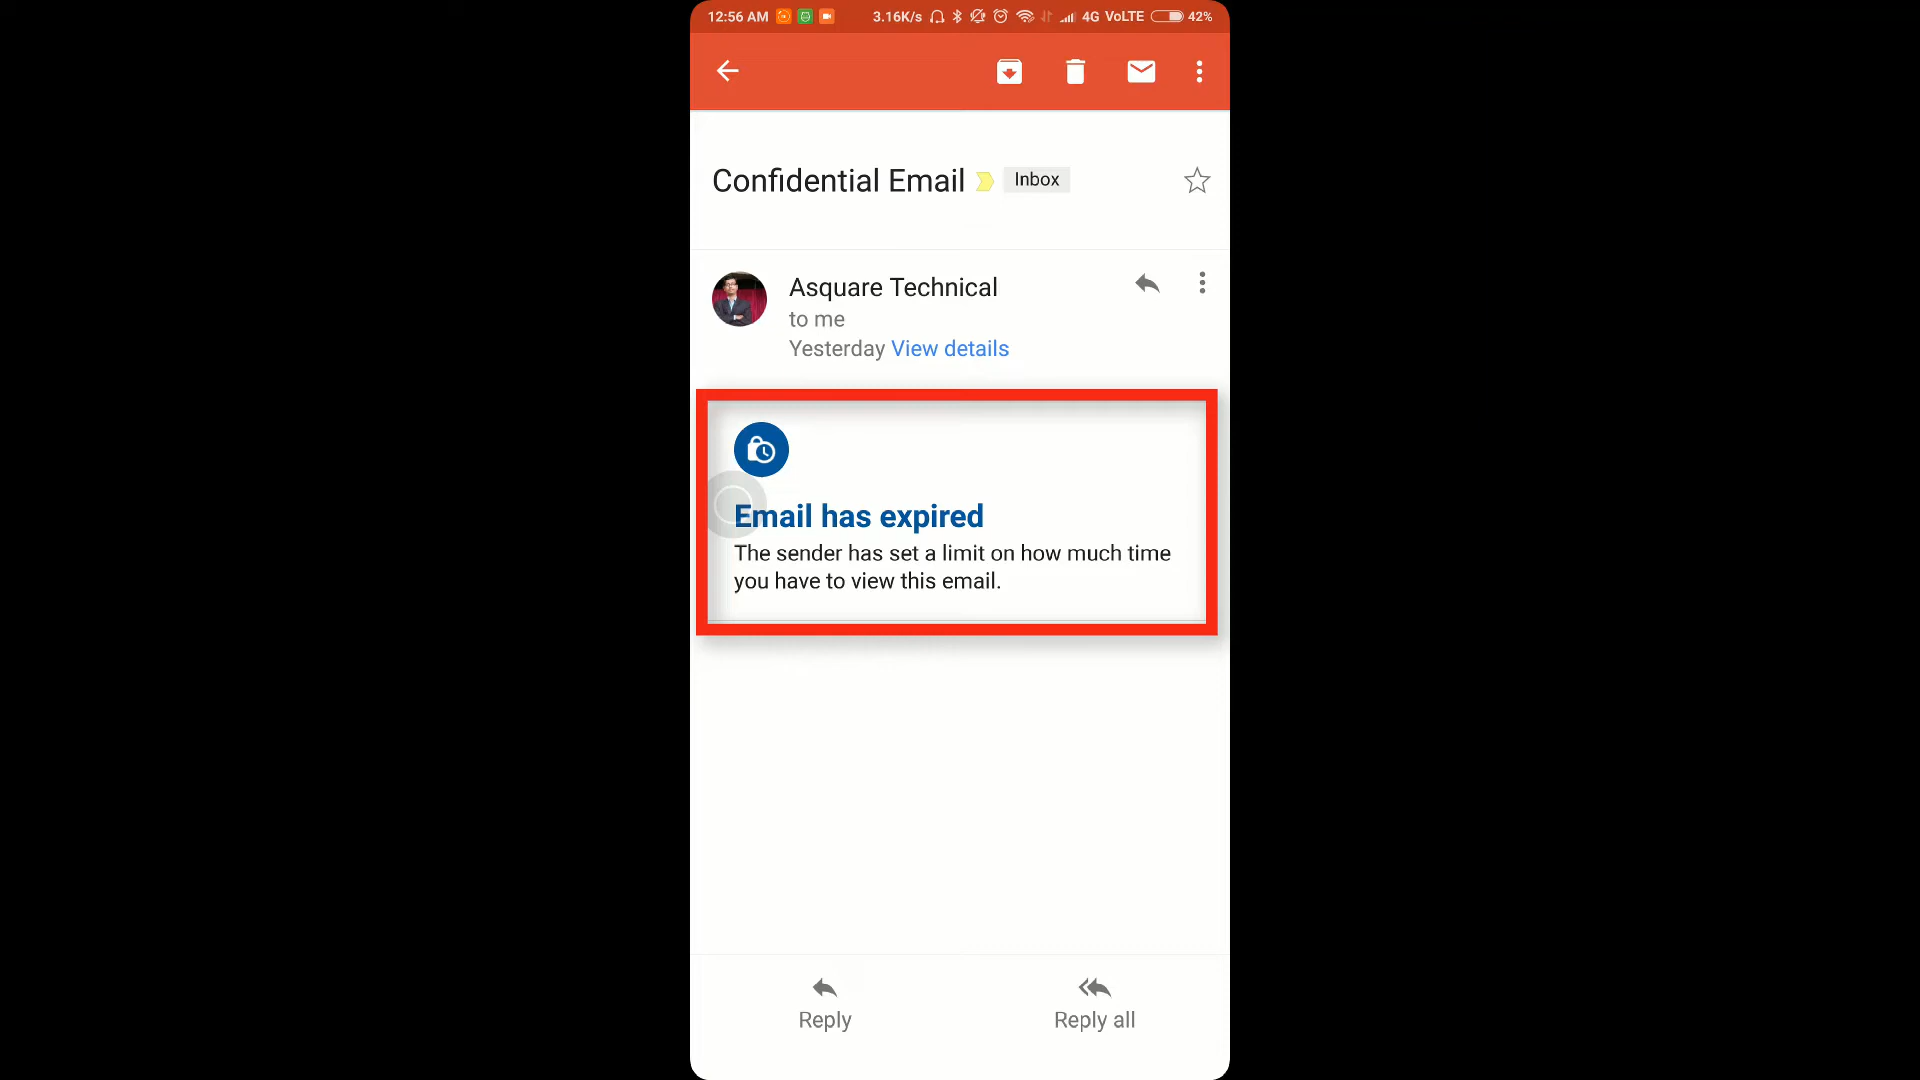 12:56 AM 3.16K/s 4G VoLTE 42%
Confidential Email Inbox
Asquare Technical
to me
Yesterday View details
Email has expired
The sender has set a limit on how much time
you have to view this email.
Reply Reply all